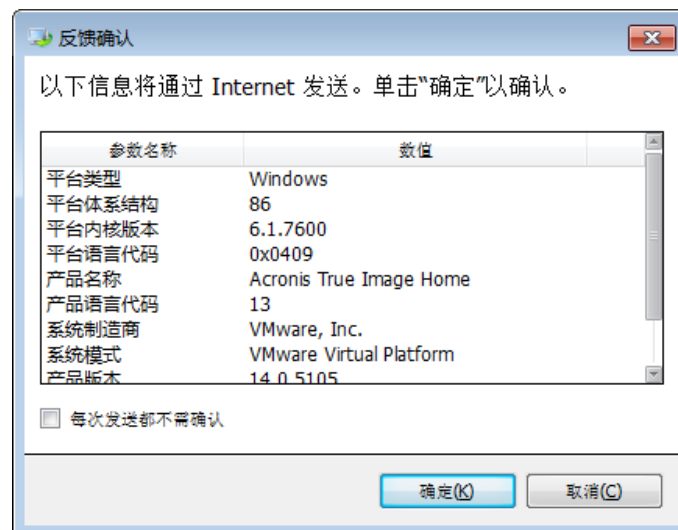 反馈确认
以下信息将通过 Internet 发送。单击“确定”以确认。
参数名称 数值
平台类型 Windows
平台体系结构 86
平台内核版本 6.1.7600
平台语言代码 0x0409
产品名称 Acronis True Image Home
产品语言代码 13
系统制造商 VMware, Inc.
系统模式 VMware Virtual Platform
产品版本 14.0.5105
每次发送都不需确认
确定(K) 取消(C)